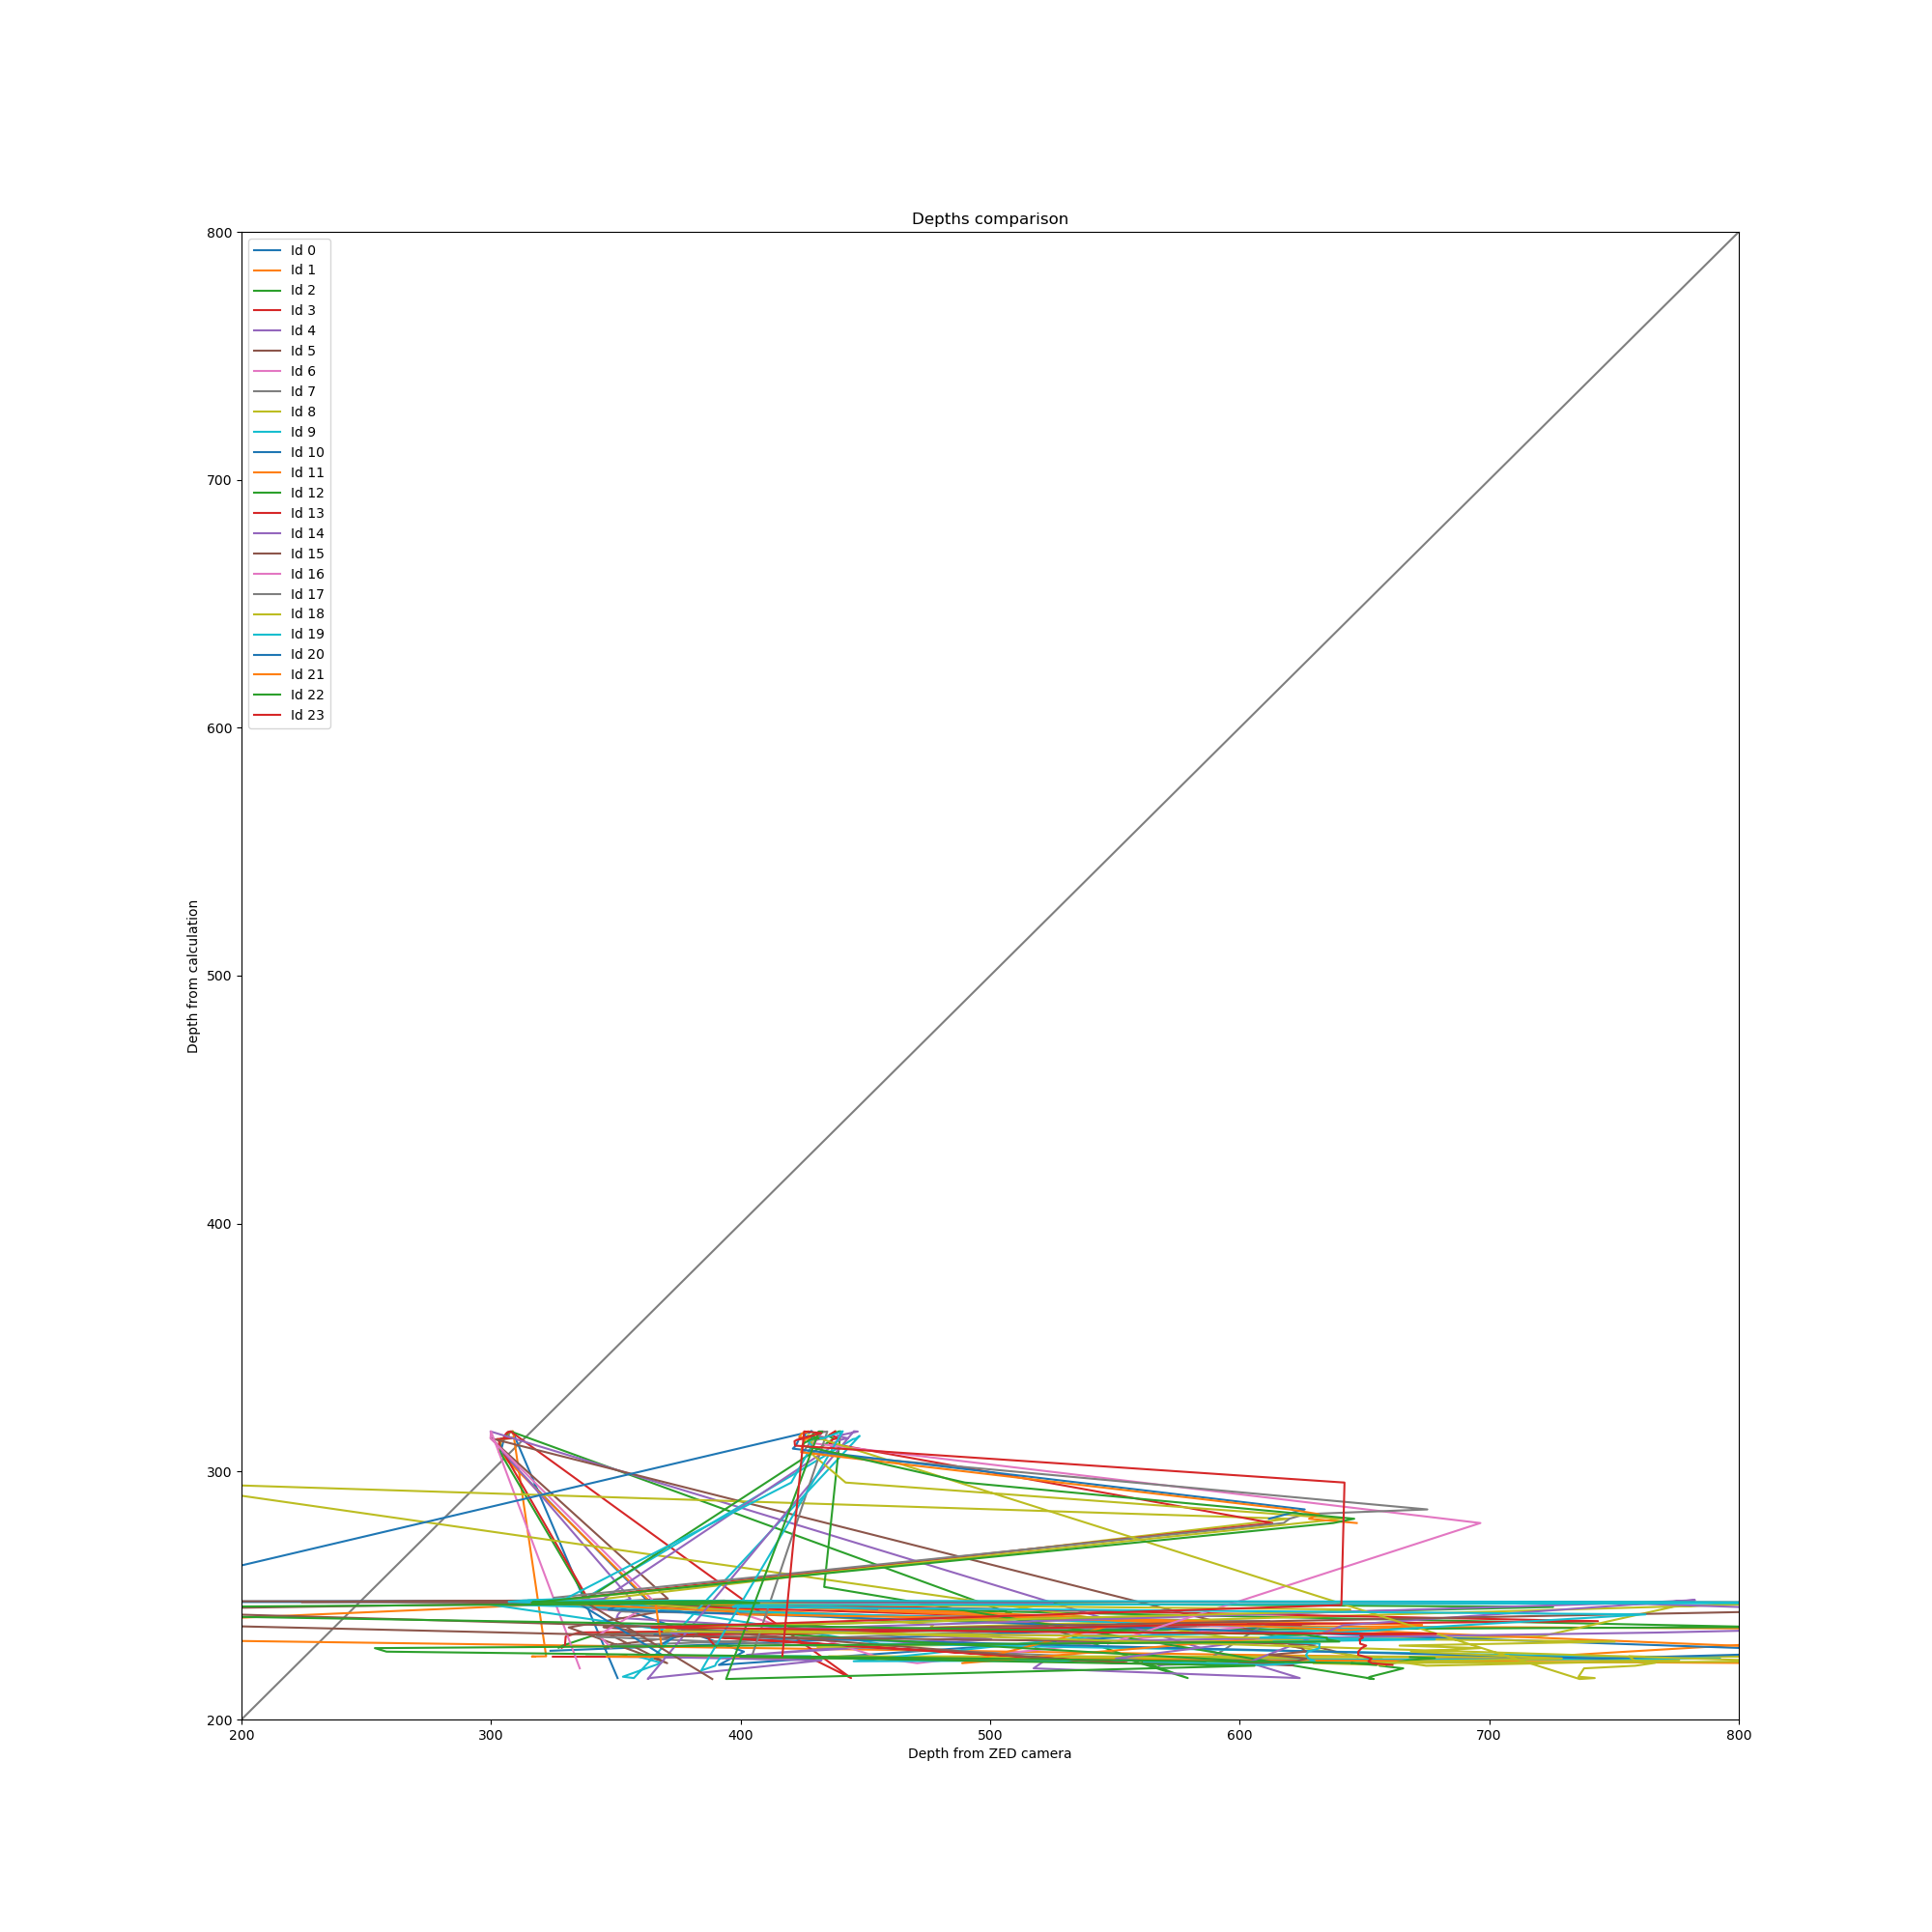 Depths comparison
800
700
600
500
400
300
200
Depth from calculation
Id 0
Id 1
Id 2
Id 3
Id 4
Id 5
Id 6
Id 7
Id 8
Id 9
Id 10
Id 11
Id 12
Id 13
Id 14
Id 15
Id 16
Id 17
Id 18
Id 19
Id 20
Id 21
Id 22
Id 23
200 300 400 500 600 700 800
Depth from ZED camera